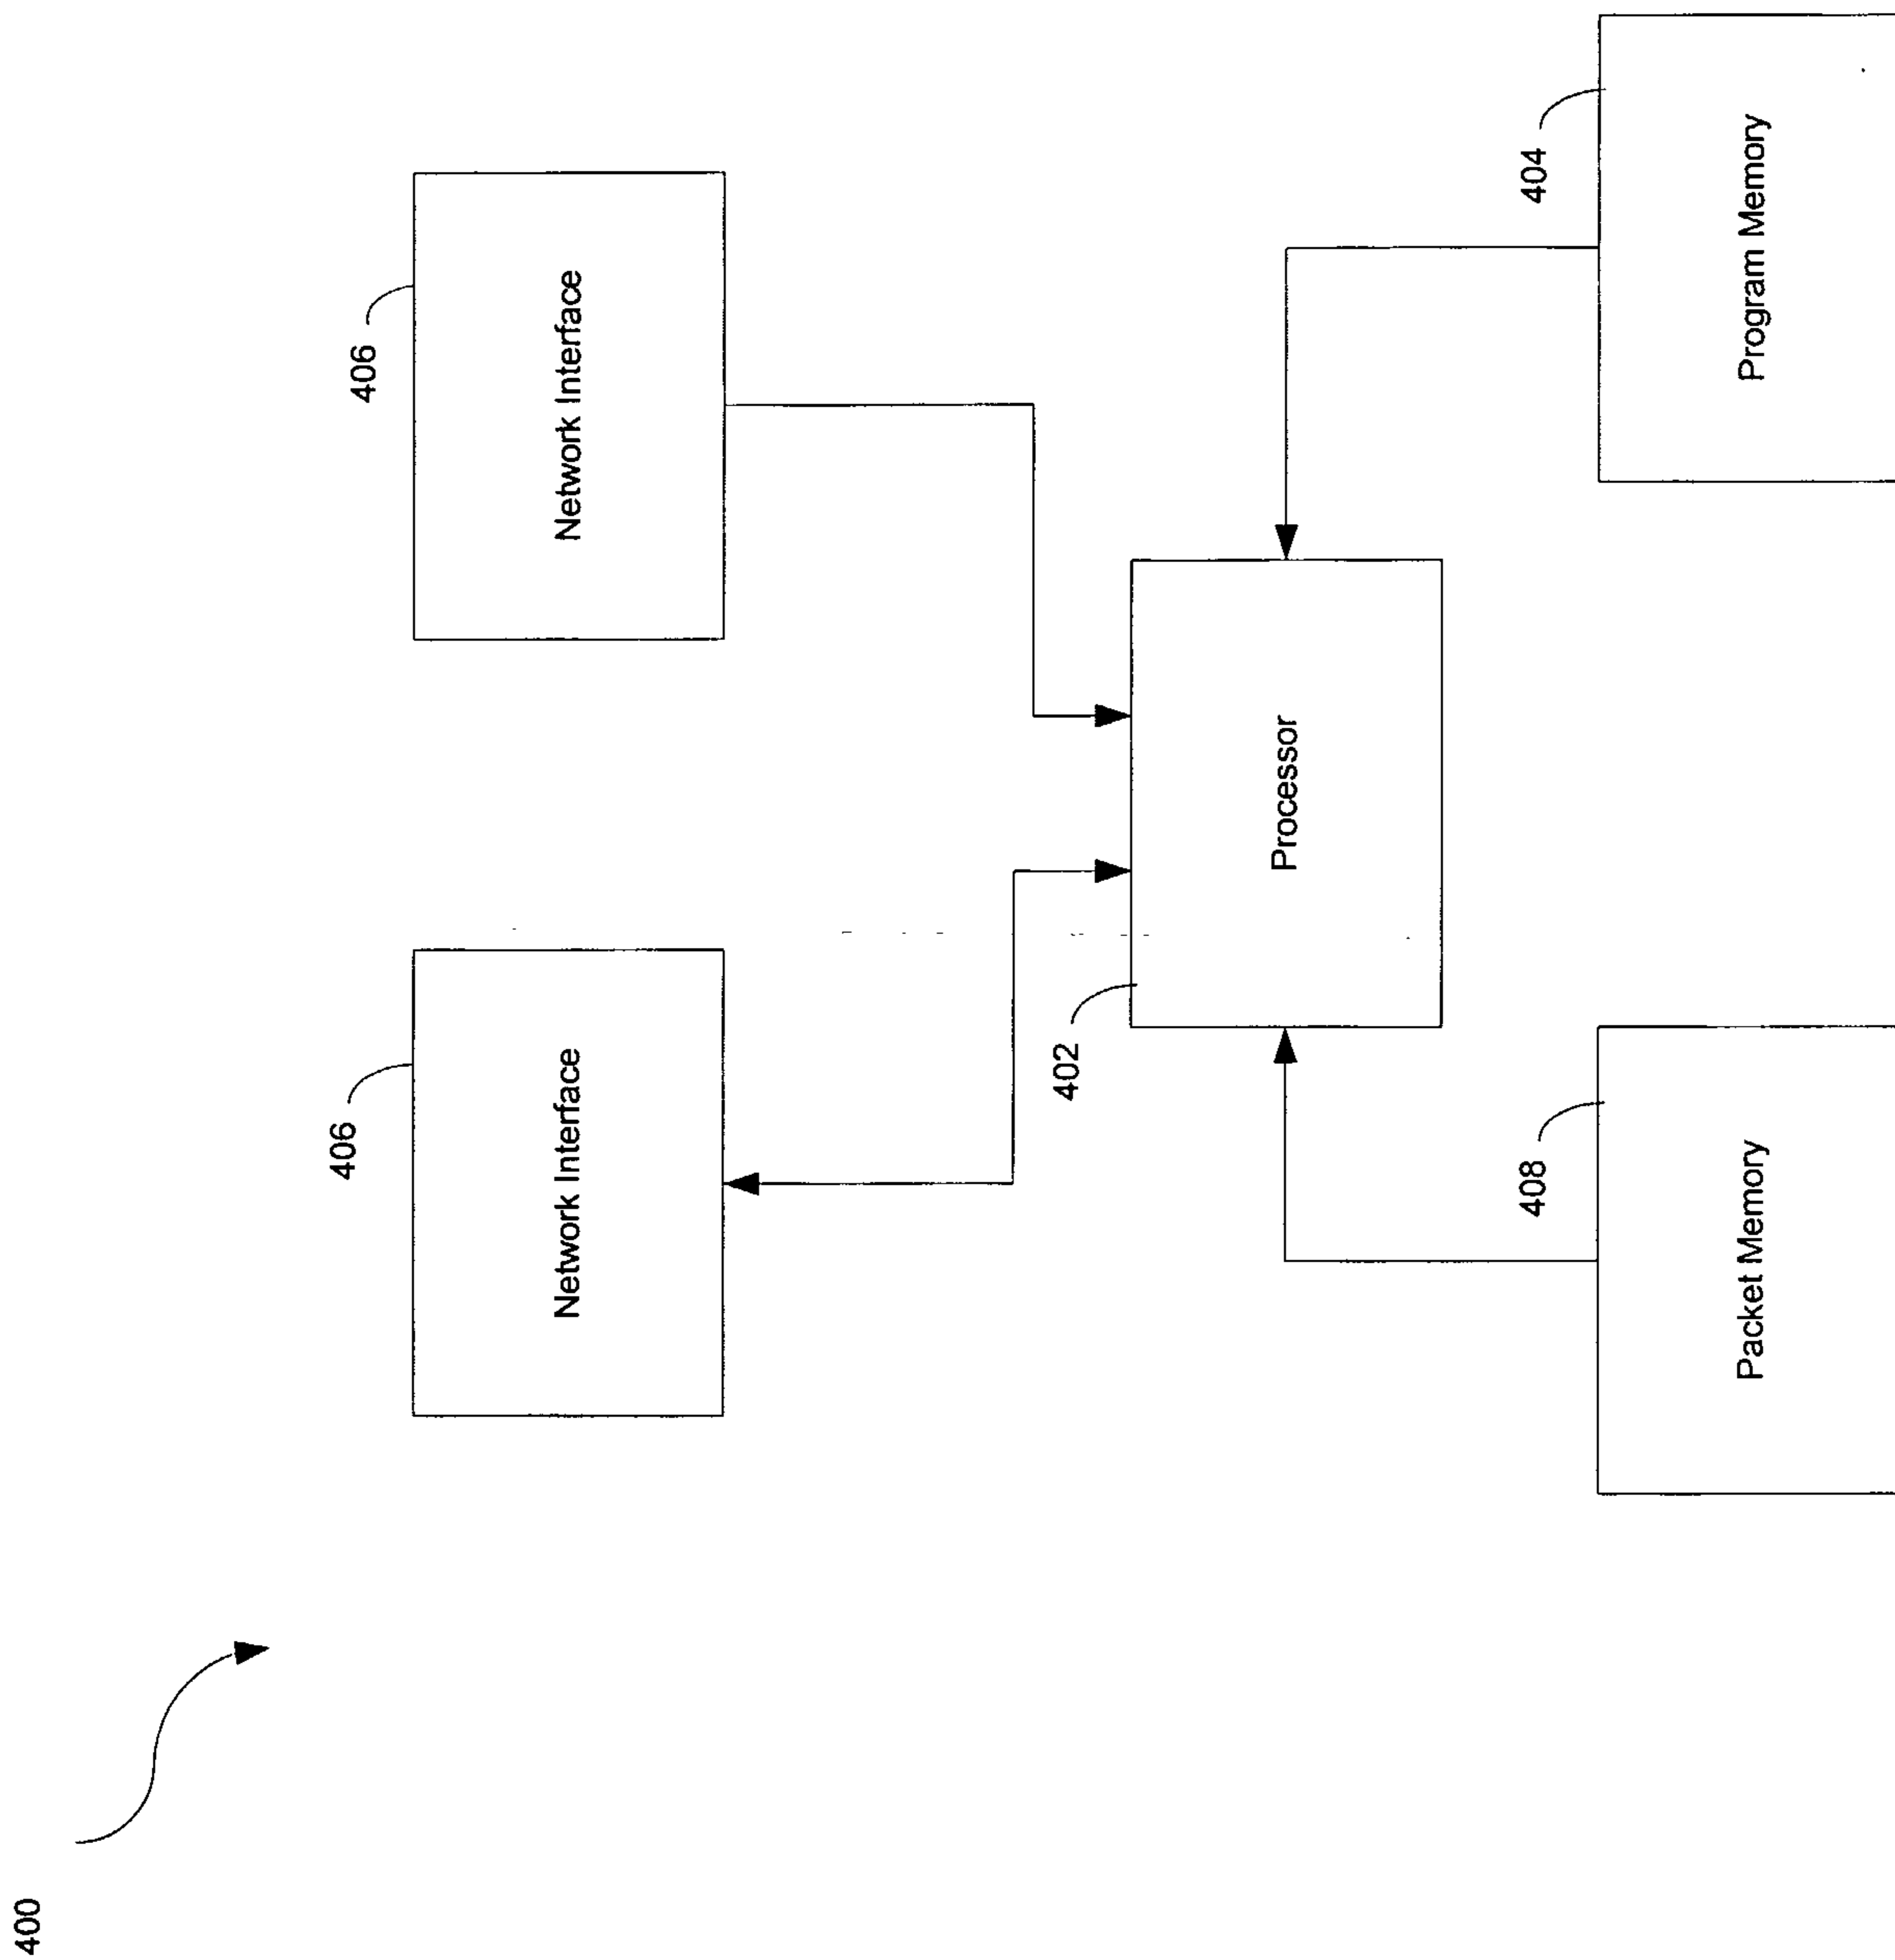 400
406
Network Interface
406
Network Interface
402
Processor
408
Packet Memory
404
Program Memory